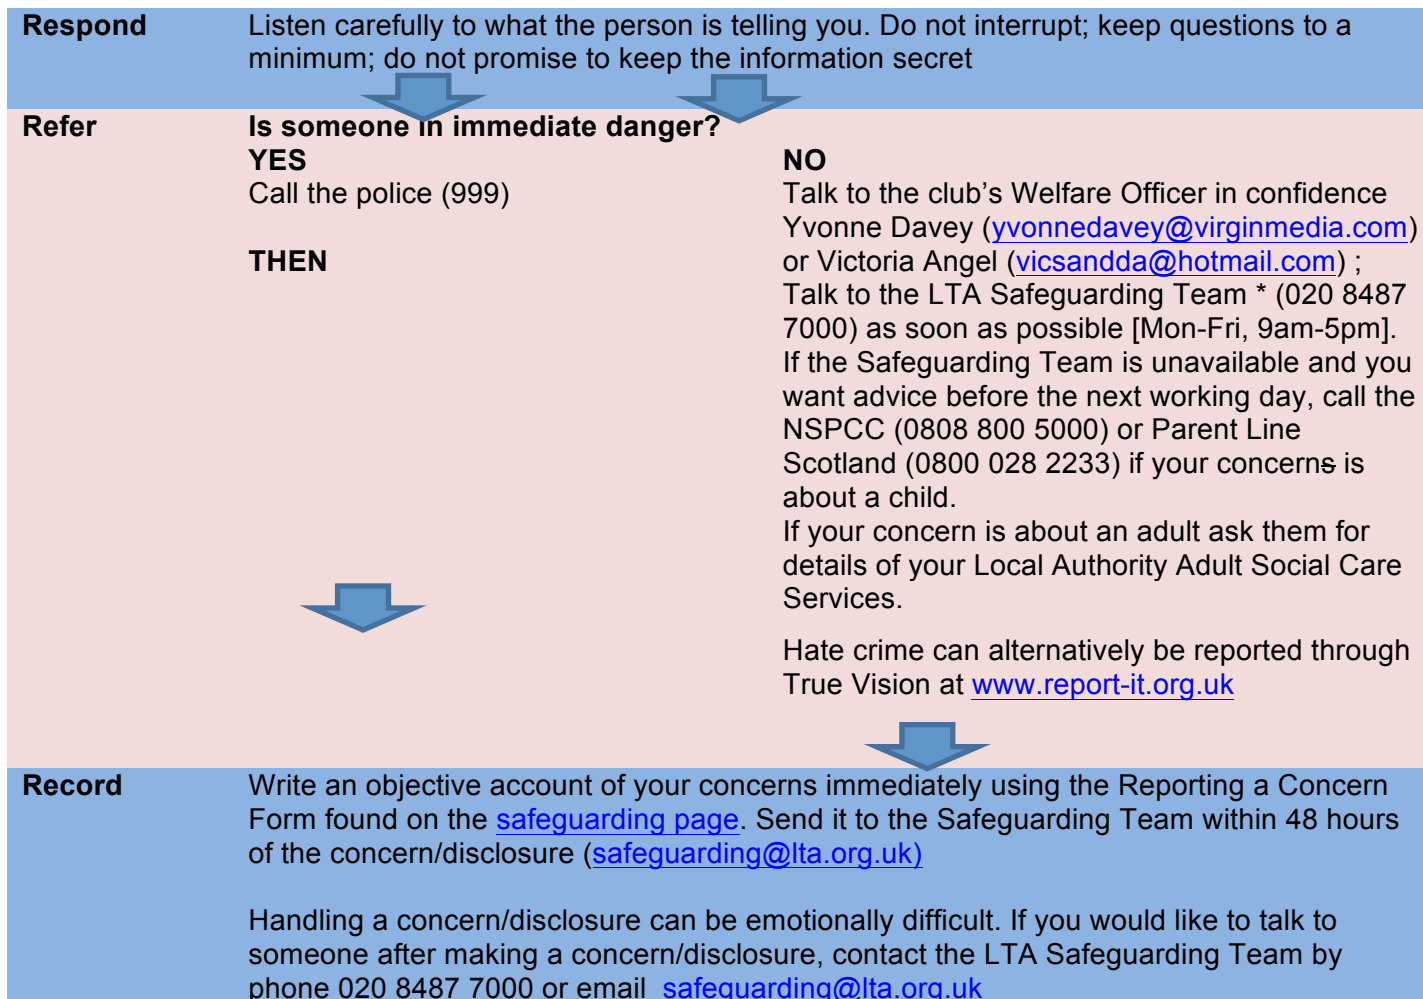 Respond
Listen carefully to what the person is telling you. Do not interrupt; keep questions to a
minimum; do not promise to keep the information secret
Refer
Is someone in immediate danger?
YES
Call the police (999)
THEN
NO
Talk to the club's Welfare Officer in confidence
Yvonne Davey (yvonnedavey@virginmedia.com)
or Victoria Angel (vicsandda@hotmail.com) ;
Talk to the LTA Safeguarding Team * (020 8487
7000) as soon as possible [Mon-Fri, 9am-5pm].
If the Safeguarding Team is unavailable and you
want advice before the next working day, call the
NSPCC (0808 800 5000) or Parent Line
Scotland (0800 028 2233) if your concerns is
about a child.
If your concern is about an adult ask them for
details of your Local Authority Adult Social Care
Services.
Hate crime can alternatively be reported through
True Vision at www.report-it.org.uk
Record
Write an objective account of your concerns immediately using the Reporting a Concern
Form found on the safeguarding page. Send it to the Safeguarding Team within 48 hours
of the concern/disclosure (safeguarding@lta.org.uk)
Handling a concern/disclosure can be emotionally difficult. If you would like to talk to
someone after making a concern/disclosure, contact the LTA Safeguarding Team by
phone 020 8487 7000 or email safeguarding@lta.org.uk